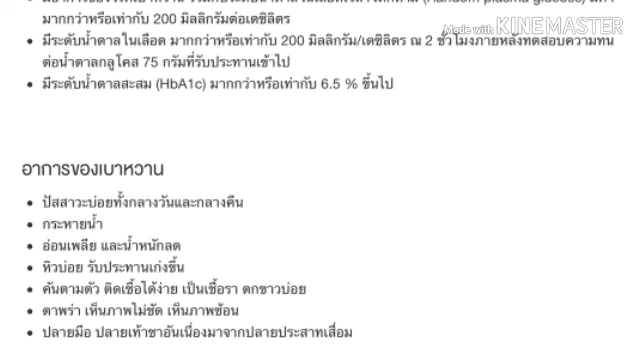 มากกว่าหรือเท่ากับ 200 มิลลิกรัมต่อเดซิลิตร
Made with KINEMASTER
• มีระดับน้ำตาลในเลือด มากกว่าหรือเท่ากับ 200 มิลลิกรัม/เดซิลิตร ณ 2 ชั่วโมงภายหลังทดสอบความทน
ต่อน้ำตาลกลูโคส 75 กรัมที่รับประทานเข้าไป
• มีระดับน้ำตาลสะสม (HbA1c) มากกว่าหรือเท่ากับ 6.5 % ขึ้นไป
อาการของเบาหวาน
• ปัสสาวะบ่อยทั้งกลางวันและกลางคืน
• กระหายน้ำ
• อ่อนเพลีย และน้ำหนักลด
• หิวบ่อย รับประทานเก่งขึ้น
• คันตามตัว ติดเชื้อได้ง่าย เป็นเชื้อรา ตกขาวบ่อย
• ตาพร่า เห็นภาพไม่ชัด เห็นภาพซ้อน
• ปลายมือ ปลายเท้าชาอันเนื่องมาจากปลายประสาทเสื่อม